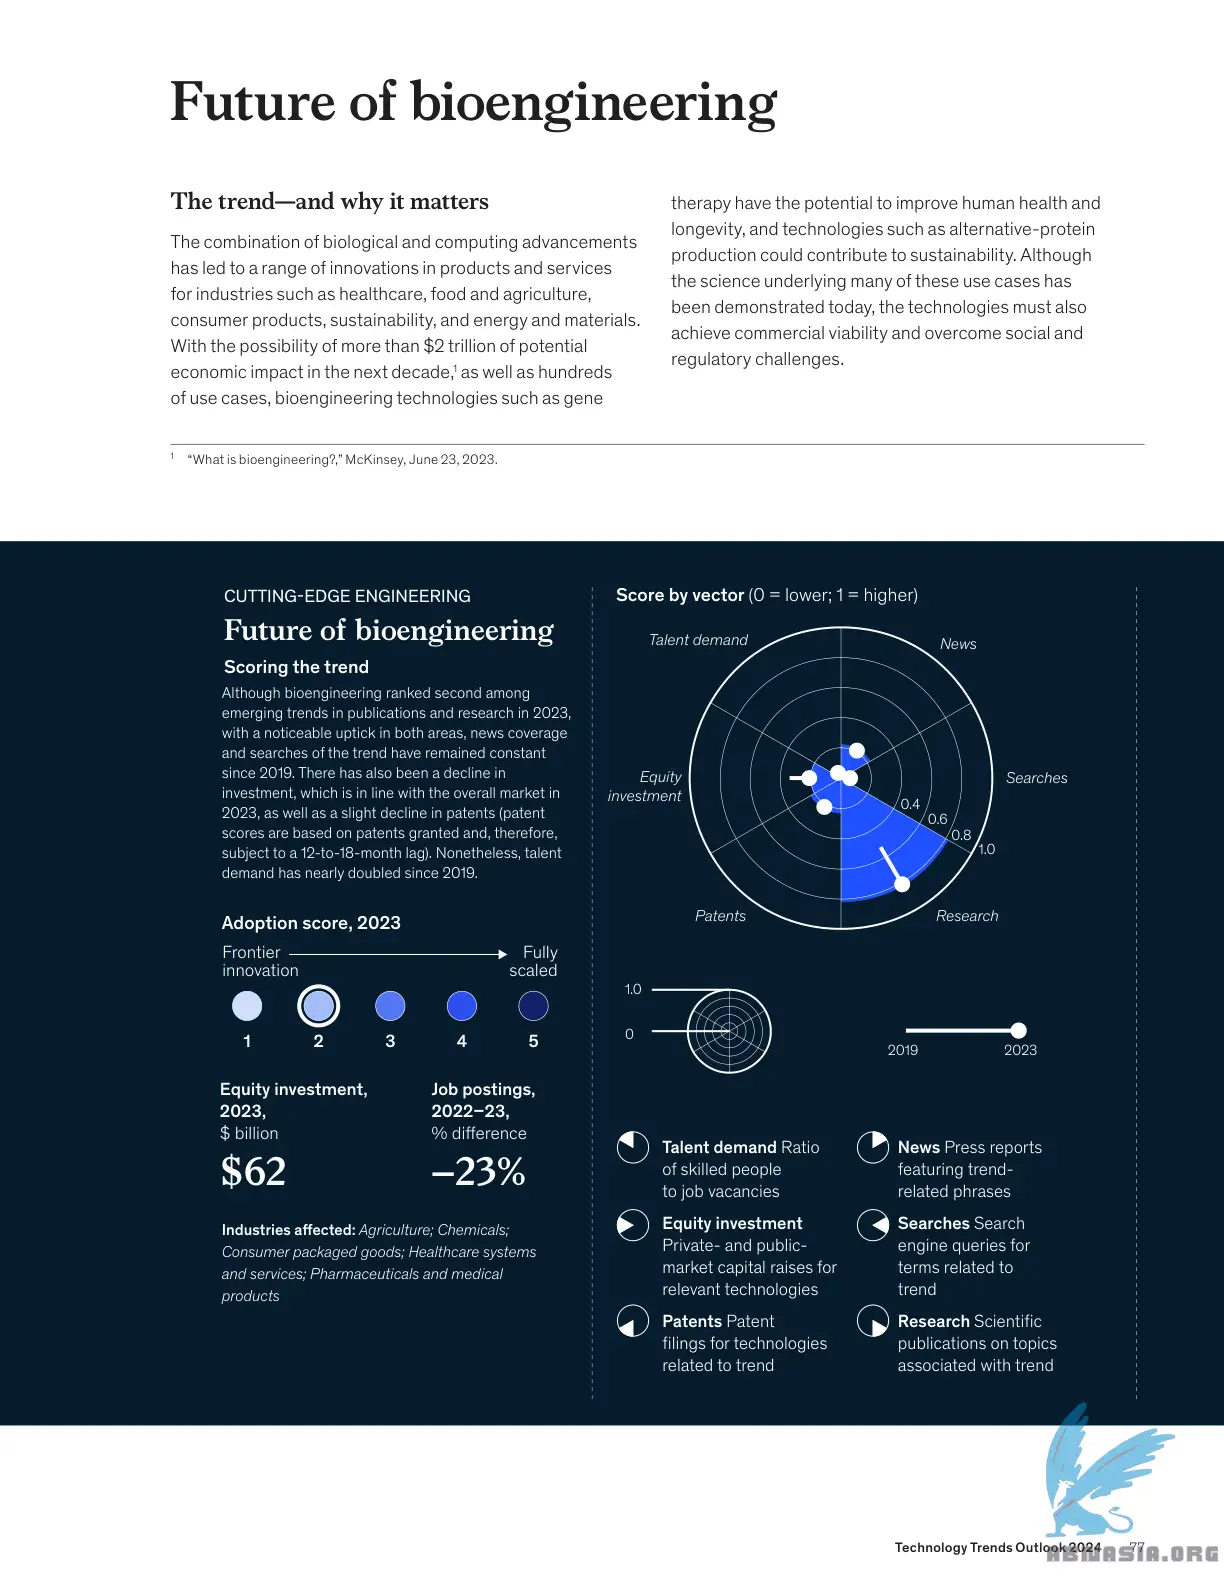 Future of bioengineering
The trend—and why it matters
The combination of biological and computing advancements
has led to a range of innovations in products and services
for industries such as healthcare, food and agriculture,
consumer products, sustainability, and energy and materials.
With the possibility of more than $2 trillion of potential
economic impact in the next decade,¹ as well as hundreds
of use cases, bioengineering technologies such as gene
therapy have the potential to improve human health and
longevity, and technologies such as alternative-protein
production could contribute to sustainability. Although
the science underlying many of these use cases has
been demonstrated today, the technologies must also
achieve commercial viability and overcome social and
regulatory challenges.
¹ “What is bioengineering?,” McKinsey, June 23, 2023.
CUTTING-EDGE ENGINEERING
Future of bioengineering
Scoring the trend
Although bioengineering ranked second among
emerging trends in publications and research in 2023,
with a noticeable uptick in both areas, news coverage
and searches of the trend have remained constant
since 2019. There has also been a decline in
investment, which is in line with the overall market in
2023, as well as a slight decline in patents (patent
scores are based on patents granted and, therefore,
subject to a 12-to-18-month lag). Nonetheless, talent
demand has nearly doubled since 2019.
Adoption score, 2023
Frontier
innovation
Fully
scaled
1 2 3 4 5
Equity investment,
2023,
$ billion
$62
Job postings,
2022–23,
% difference
–23%
Industries affected: Agriculture; Chemicals;
Consumer packaged goods; Healthcare systems
and services; Pharmaceuticals and medical
products
Score by vector (0 = lower; 1 = higher)
Talent demand
News
Equity
investment
Searches
0.4
0.6
0.8
1.0
Patents
Research
1.0
0
2019
2023
Talent demand Ratio
of skilled people
to job vacancies
Equity investment
Private- and public-
market capital raises for
relevant technologies
Patents Patent
filings for technologies
related to trend
News Press reports
featuring trend-
related phrases
Searches Search
engine queries for
terms related to
trend
Research Scientific
publications on topics
associated with trend
Technology Trends Outlook 2024
77
ABWASIA.ORG